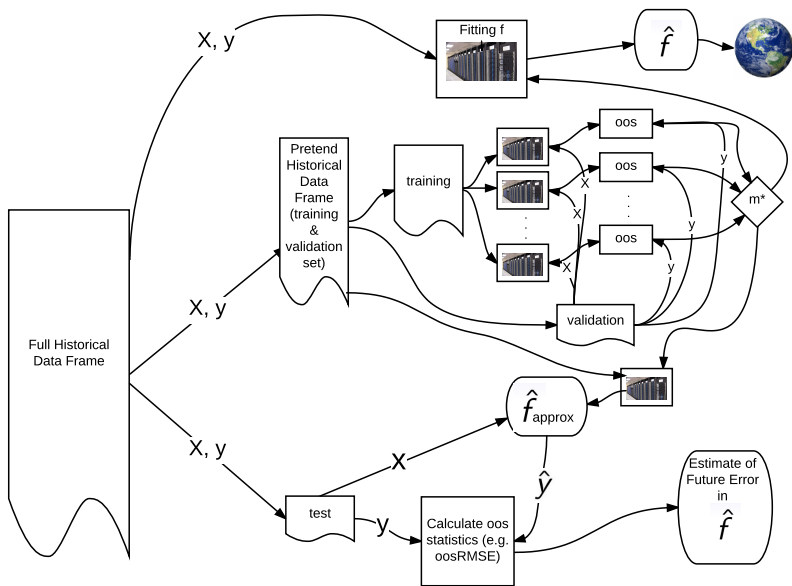 X, y
Fitting f
f̂
Pretend
Historical
Data
Frame
(training
&
validation
set)
training
oos
oos
.
.
.
oos
.
.
.
X
X
X
y
y
y
m*
validation
X, y
Full Historical
Data Frame
X, y
f̂approx
x
ŷ
test
y
Calculate oos
statistics (e.g.
oosRMSE)
Estimate of
Future Error
in
f̂